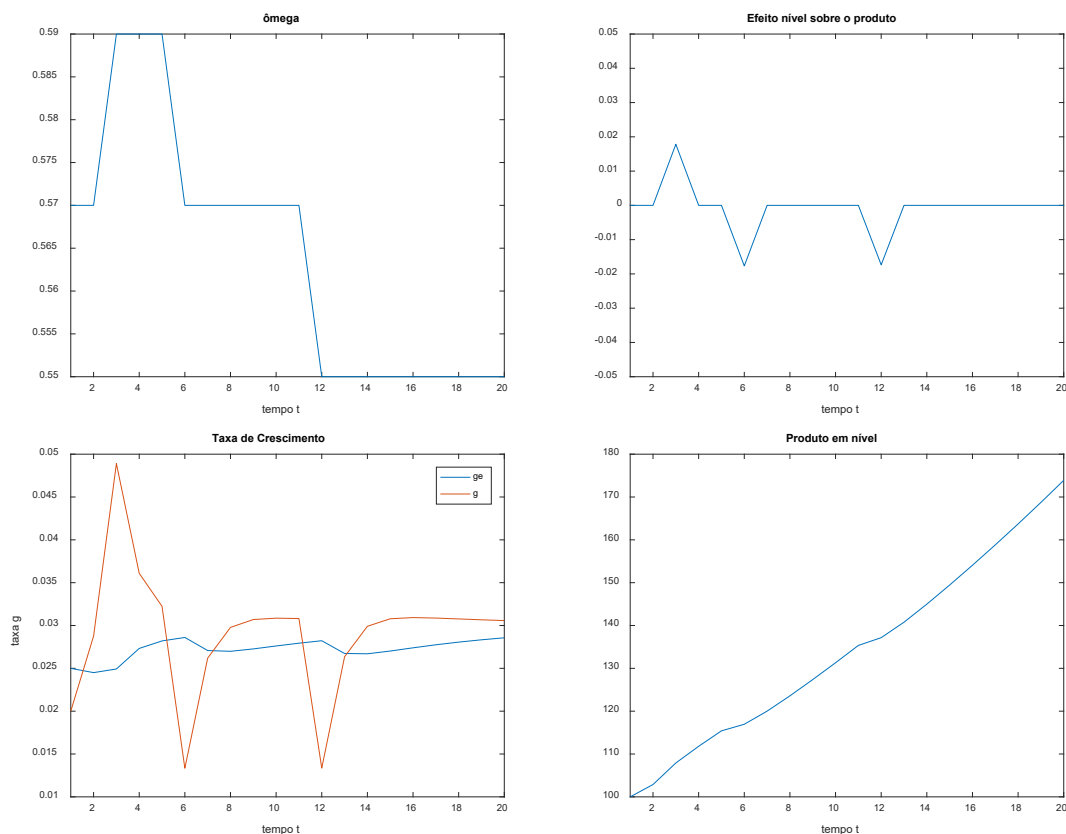 ômega
0.59
0.585
0.58
0.575
0.57
0.565
0.56
0.555
0.55
2 4 6 8 10 12 14 16 18 20
tempo t
Efeito nível sobre o produto
0.05
0.04
0.03
0.02
0.01
0
-0.01
-0.02
-0.03
-0.04
-0.05
2 4 6 8 10 12 14 16 18 20
tempo t
Taxa de Crescimento
0.05
0.045
0.04
0.035
0.03
0.025
0.02
0.015
0.01
taxa g
ge
g
2 4 6 8 10 12 14 16 18 20
tempo t
Produto em nível
180
170
160
150
140
130
120
110
100
2 4 6 8 10 12 14 16 18 20
tempo t